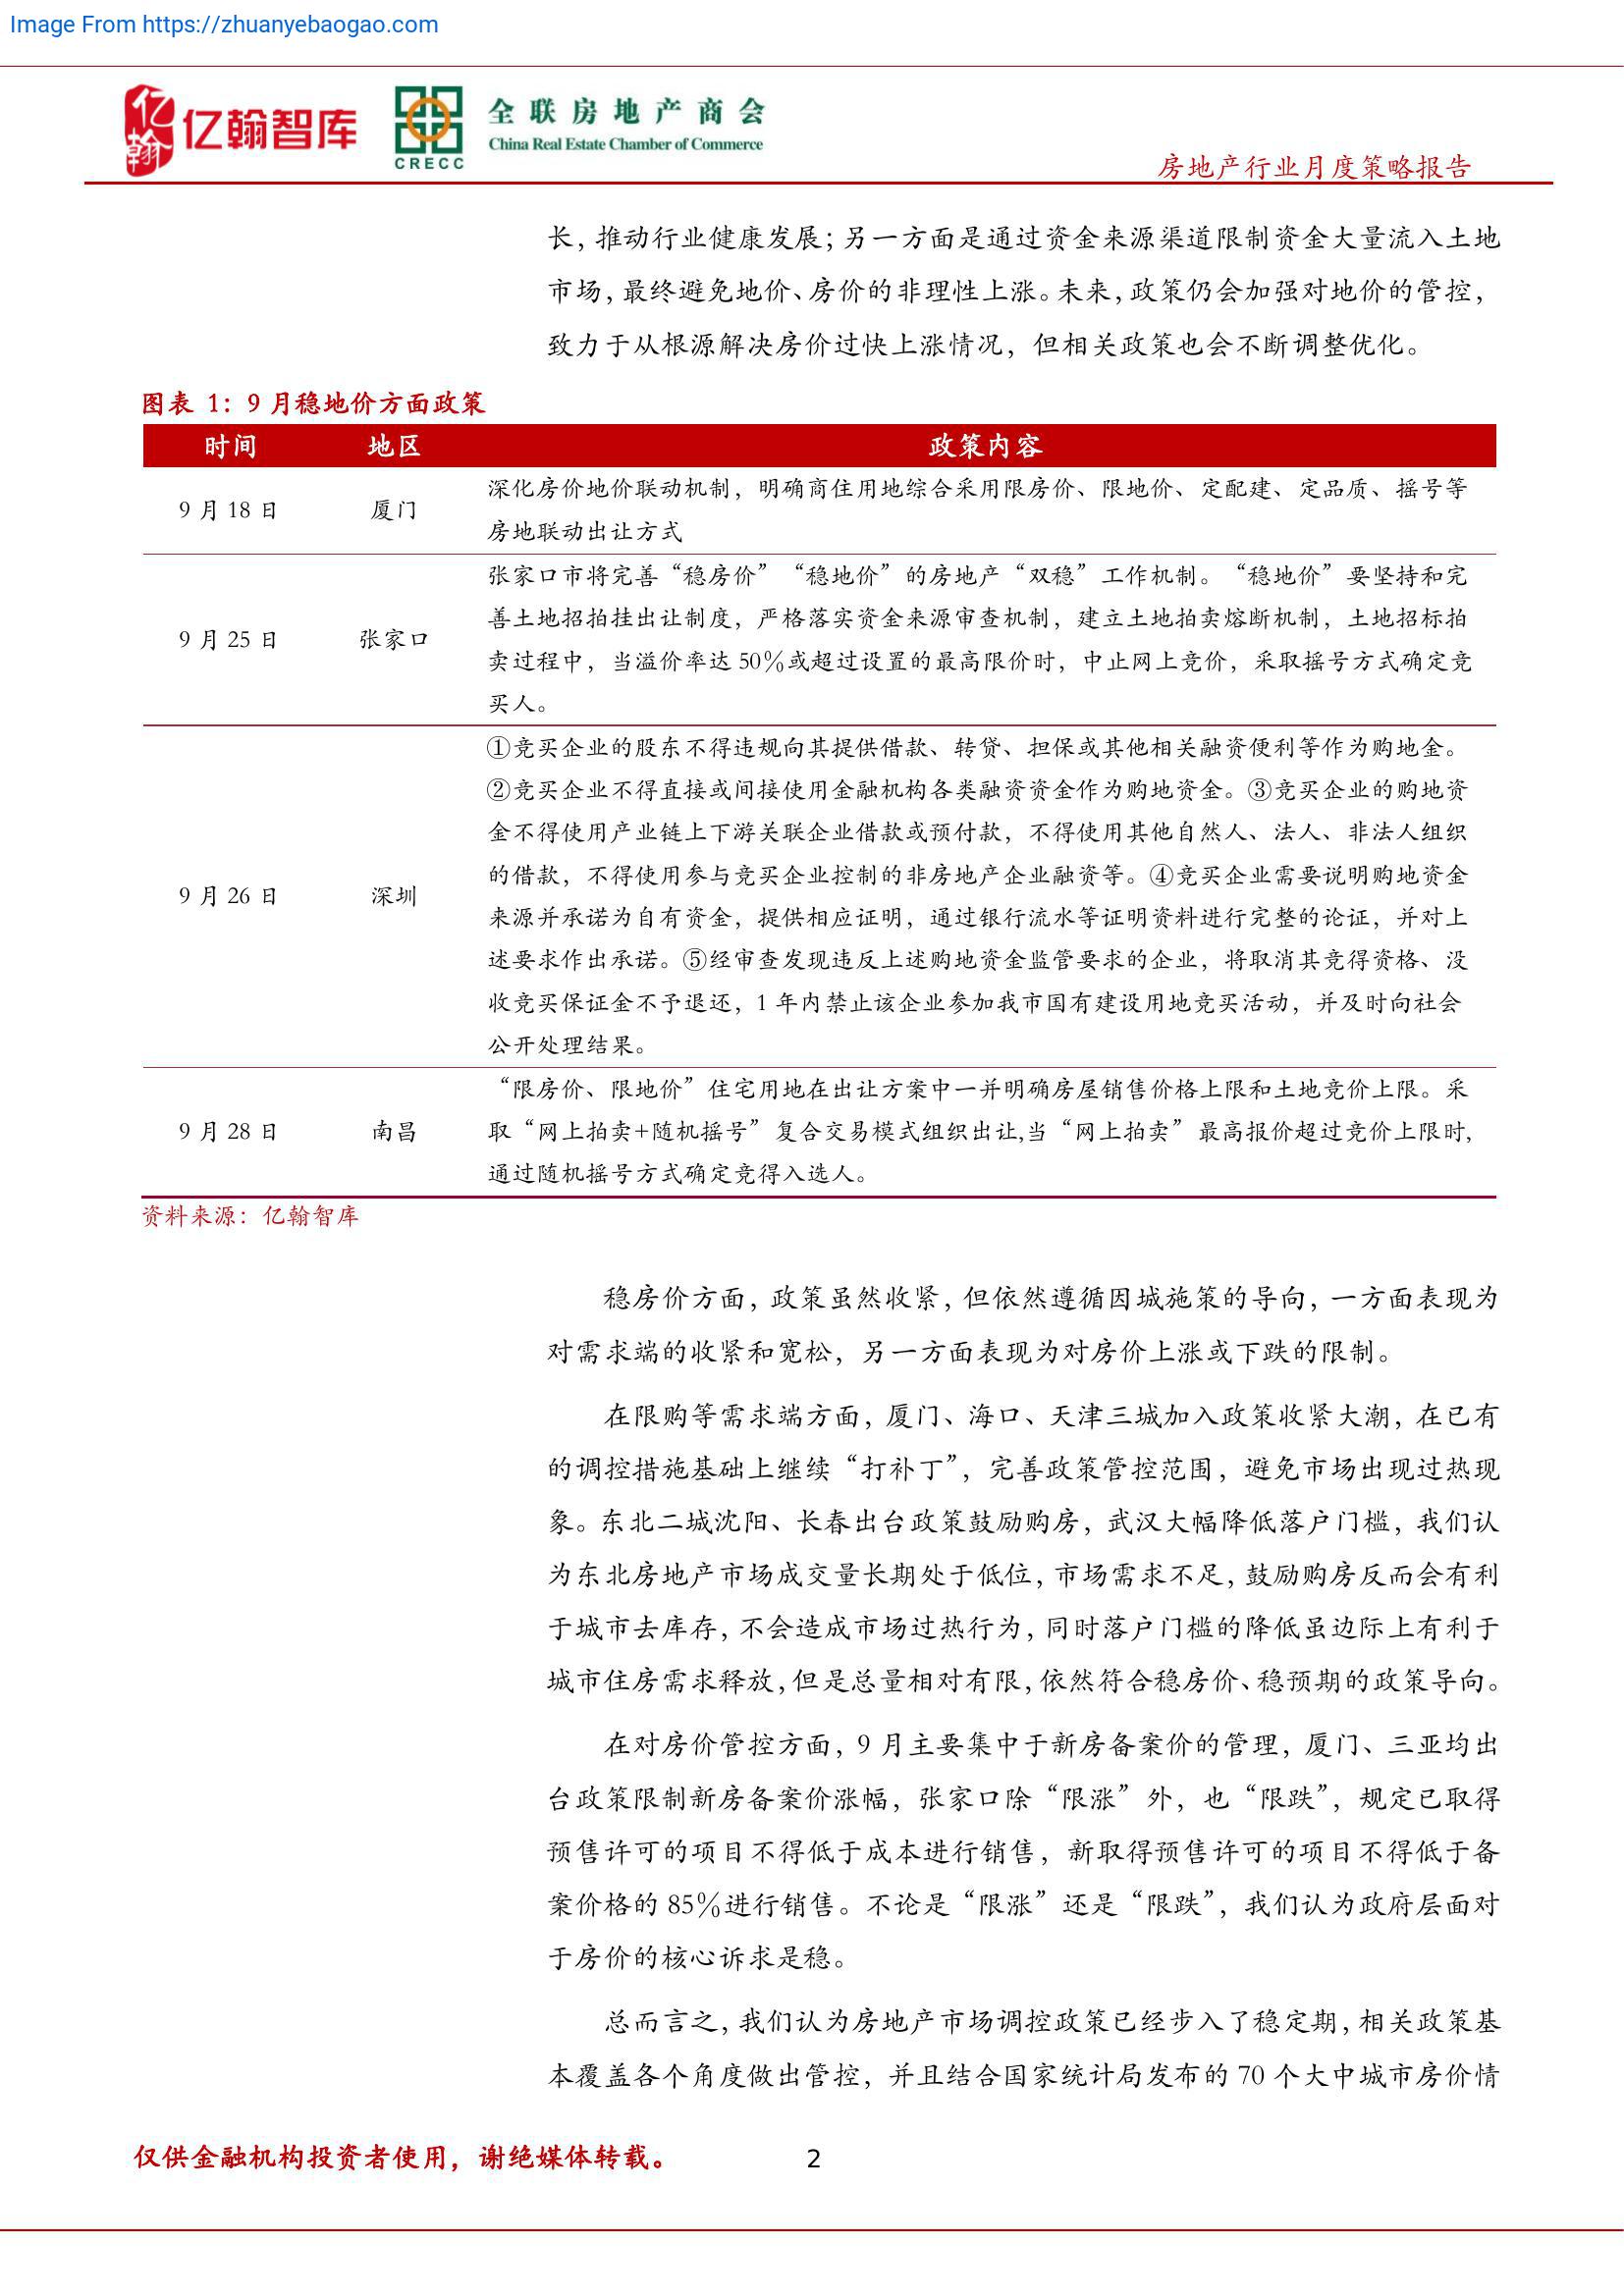 Image From https://zhuanyebaogao.com
亿翰
亿翰智库
CRECC
全联房地产商会
China Real Estate Chamber of Commerce
房地产行业月度策略报告
长，推动行业健康发展；另一方面是通过资金来源渠道限制资金大量流入土地
市场，最终避免地价、房价的非理性上涨。未来，政策仍会加强对地价的管控，
致力于从根源解决房价过快上涨情况，但相关政策也会不断调整优化。
图表 1：9 月稳地价方面政策
时间 地区 政策内容
9 月 18 日 厦门
深化房价地价联动机制，明确商住用地综合采用限房价、限地价、定配建、定品质、摇号等
房地联动出让方式
9 月 25 日 张家口
张家口市将完善“稳房价”“稳地价”的房地产“双稳”工作机制。“稳地价”要坚持和完
善土地招拍挂出让制度，严格落实资金来源审查机制，建立土地拍卖熔断机制，土地招标拍
卖过程中，当溢价率达 50%或超过设置的最高限价时，中止网上竞价，采取摇号方式确定竞
买人。
9 月 26 日 深圳
①竞买企业的股东不得违规向其提供借款、转贷、担保或其他相关融资便利等作为购地金。
②竞买企业不得直接或间接使用金融机构各类融资资金作为购地资金。③竞买企业的购地资
金不得使用产业链上下游关联企业借款或预付款，不得使用其他自然人、法人、非法人组织
的借款，不得使用参与竞买企业控制的非房地产企业融资等。④竞买企业需要说明购地资金
来源并承诺为自有资金，提供相应证明，通过银行流水等证明资料进行完整的论证，并对上
述要求作出承诺。⑤经审查发现违反上述购地资金监管要求的企业，将取消其竞得资格、没
收竞买保证金不予退还，1 年内禁止该企业参加我市国有建设用地竞买活动，并及时向社会
公开处理结果。
9 月 28 日 南昌
“限房价、限地价”住宅用地在出让方案中一并明确房屋销售价格上限和土地竞价上限。采
取“网上拍卖+随机摇号”复合交易模式组织出让,当“网上拍卖”最高报价超过竞价上限时，
通过随机摇号方式确定竞得入选人。
资料来源：亿翰智库
稳房价方面，政策虽然收紧，但依然遵循因城施策的导向，一方面表现为
对需求端的收紧和宽松，另一方面表现为对房价上涨或下跌的限制。
在限购等需求端方面，厦门、海口、天津三城加入政策收紧大潮，在已有
的调控措施基础上继续“打补丁”，完善政策管控范围，避免市场出现过热现
象。东北二城沈阳、长春出台政策鼓励购房，武汉大幅降低落户门槛，我们认
为东北房地产市场成交量长期处于低位，市场需求不足，鼓励购房反而会有利
于城市去库存，不会造成市场过热行为，同时落户门槛的降低虽边际上有利于
城市住房需求释放，但是总量相对有限，依然符合稳房价、稳预期的政策导向。
在对房价管控方面，9 月主要集中于新房备案价的管理，厦门、三亚均出
台政策限制新房备案价涨幅，张家口除“限涨”外，也“限跌”，规定已取得
预售许可的项目不得低于成本进行销售，新取得预售许可的项目不得低于备
案价格的 85%进行销售。不论是“限涨”还是“限跌”，我们认为政府层面对
于房价的核心诉求是稳。
总而言之，我们认为房地产市场调控政策已经步入了稳定期，相关政策基
本覆盖各个角度做出管控，并且结合国家统计局发布的 70 个大中城市房价情
仅供金融机构投资者使用，谢绝媒体转载。 2